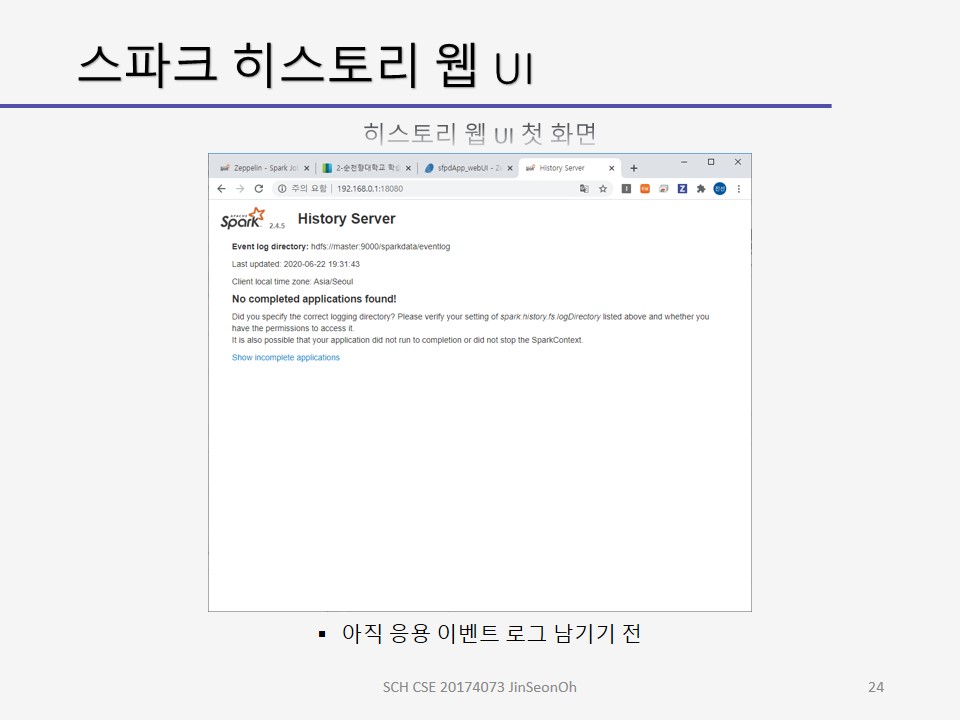 스파크 히스토리 웹 UI
히스토리 웹 UI 첫 화면
Zeppelin - Spark Jo
2-순천향대학교 학습
sfpdApp_webUI - Z
History Server
주의 요함 | 192.168.0.1:18080
APACHE Spark 2.4.5 History Server
Event log directory: hdfs://master:9000/sparkdata/eventlog
Last updated: 2020-06-22 19:31:43
Client local time zone: Asia/Seoul
No completed applications found!
Did you specify the correct logging directory? Please verify your setting of spark.history.fs.logDirectory listed above and whether you
have the permissions to access it.
It is also possible that your application did not run to completion or did not stop the SparkContext.
Show incomplete applications
▪ 아직 응용 이벤트 로그 남기기 전
SCH CSE 20174073 JinSeonOh
24